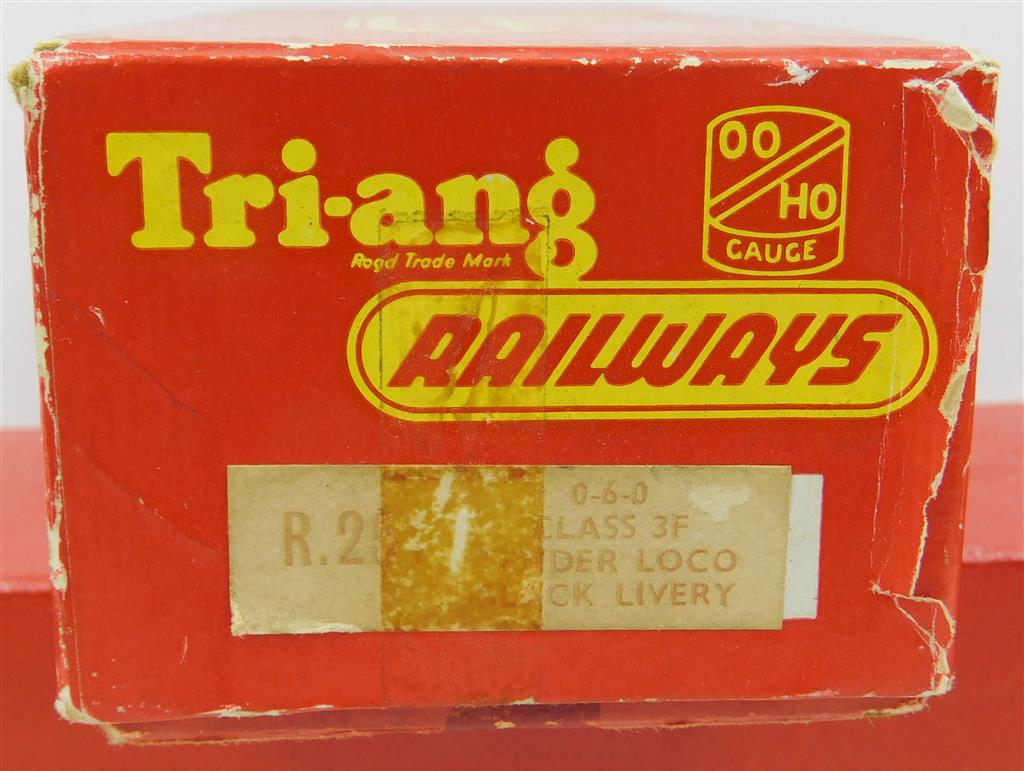 Tri-ang
Regd Trade Mark
OO
HO
GAUGE
RAILWAYS
0-6-0
R.2
CLASS 3F
LOCO
LIVERY